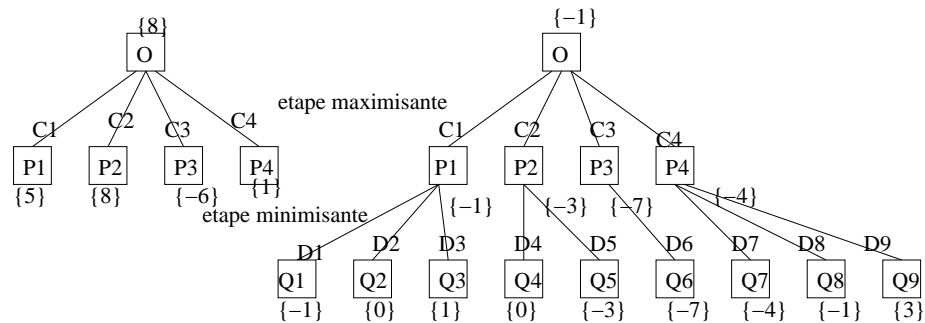 {8} {−1}
O O
etape maximisante
C1 C2 C3 C4 C1 C2 C3 C4
P1 P2 P3 P4 P1 P2 P3 P4
{5} {8} {−6} {1} {−1} {−3} {−7} {−4}
etape minimisante
D1 D2 D3 D4 D5 D6 D7 D8 D9
Q1 Q2 Q3 Q4 Q5 Q6 Q7 Q8 Q9
{−1} {0} {1} {0} {−3} {−7} {−4} {−1} {3}